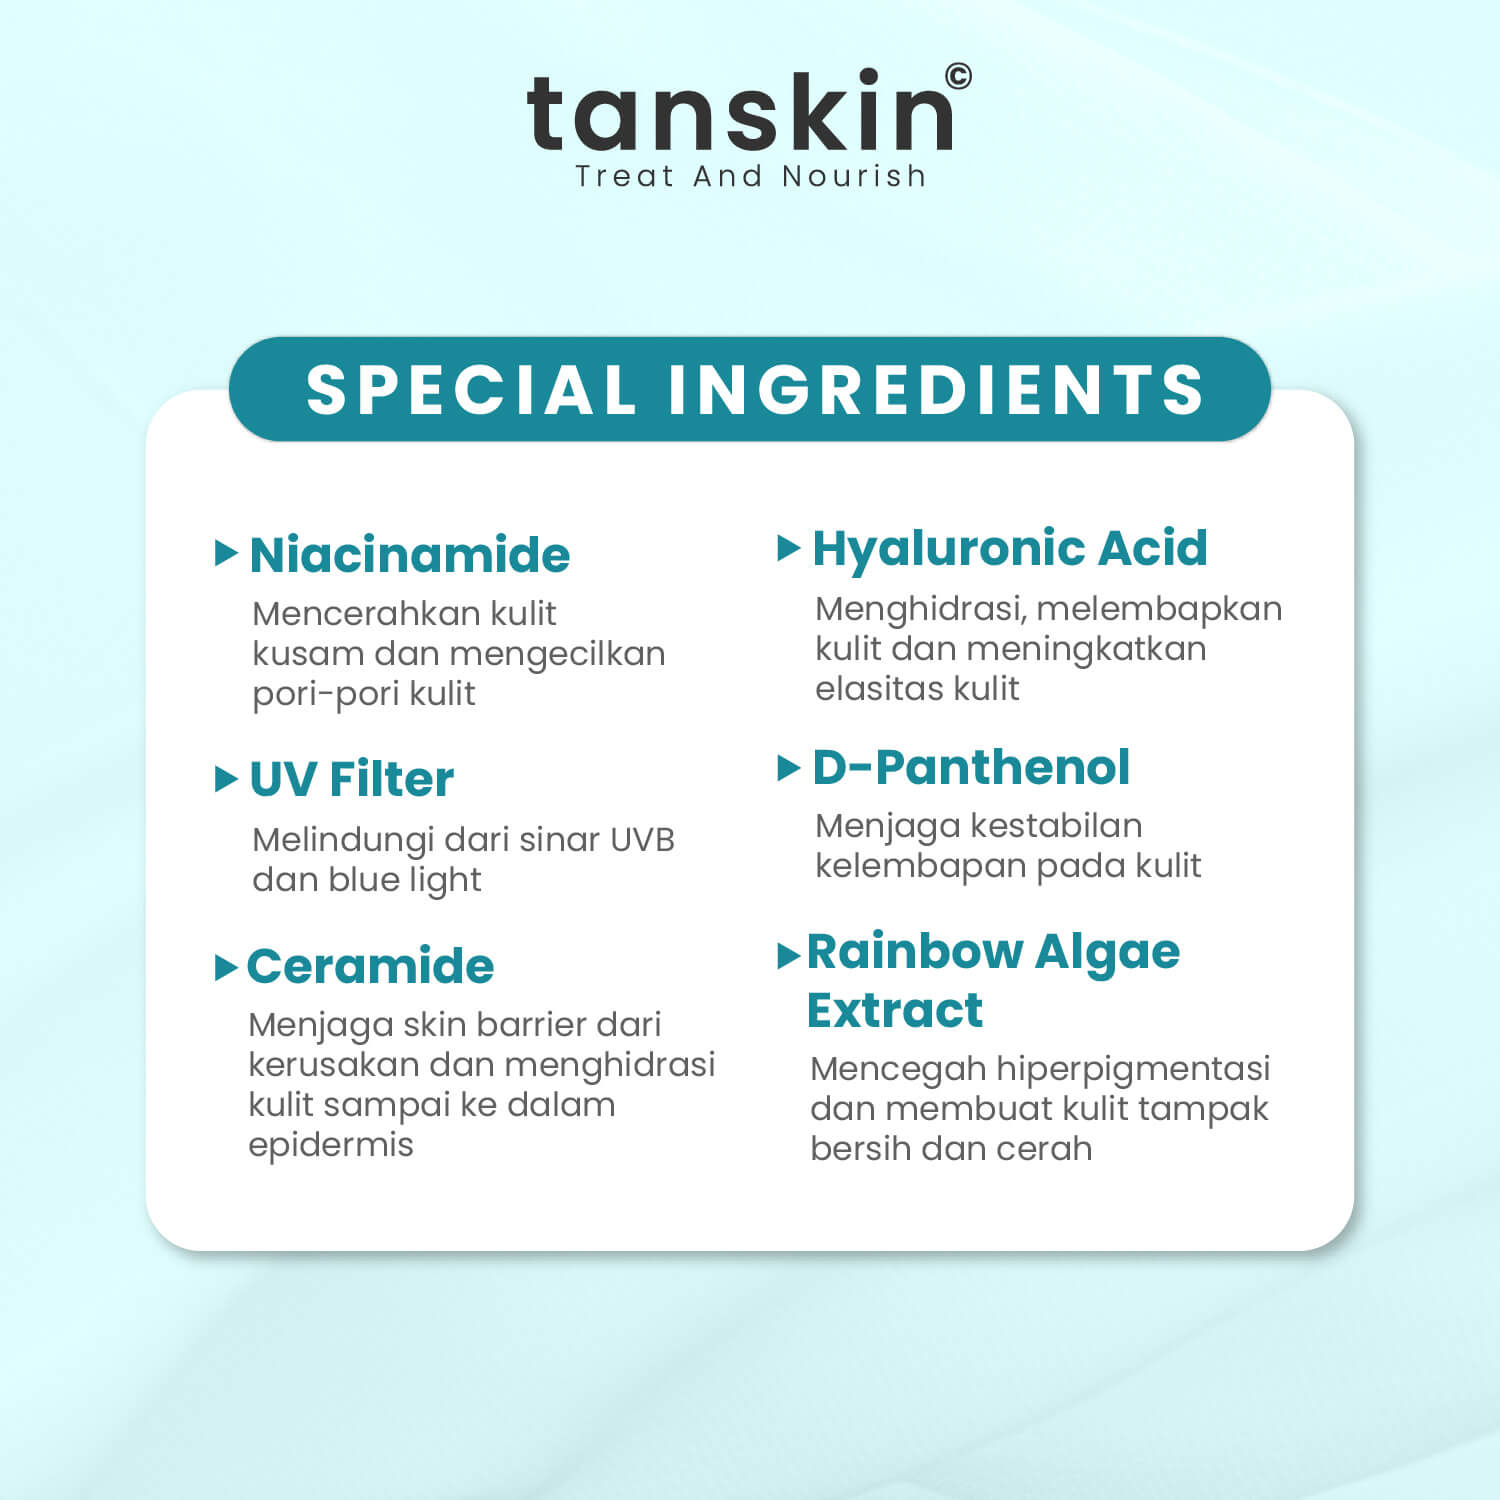 tanskin©
Treat And Nourish
SPECIAL INGREDIENTS
Niacinamide
Mencerahkan kulit
kusam dan mengecilkan
pori-pori kulit
UV Filter
Melindungi dari sinar UVB
dan blue light
Ceramide
Menjaga skin barrier dari
kerusakan dan menghidrasi
kulit sampai ke dalam
epidermis
Hyaluronic Acid
Menghidrasi, melembapkan
kulit dan meningkatkan
elasitas kulit
D-Panthenol
Menjaga kestabilan
kelembapan pada kulit
Rainbow Algae
Extract
Mencegah hiperpigmentasi
dan membuat kulit tampak
bersih dan cerah